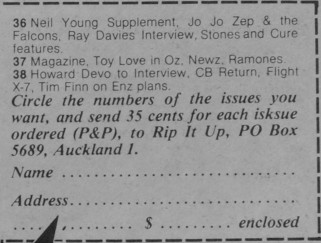 36 Neil Young Supplement, Jo Jo Zep & the
Falcons, Ray Davies Interview, Stones and Cure
features.
37 Magazine, Toy Love in Oz, Newz, Ramones.
38 Howard Devo to Interview, CB Return, Flight
X-7, Tim Finn on Enz plans.
Circle the numbers of the issues you
want, and send 35 cents for each isksue
ordered (P&P), to Rip It Up, PO Box
5689, Auckland 1.
Name ..............................
Address............................
....,......... $ ......... enclosed